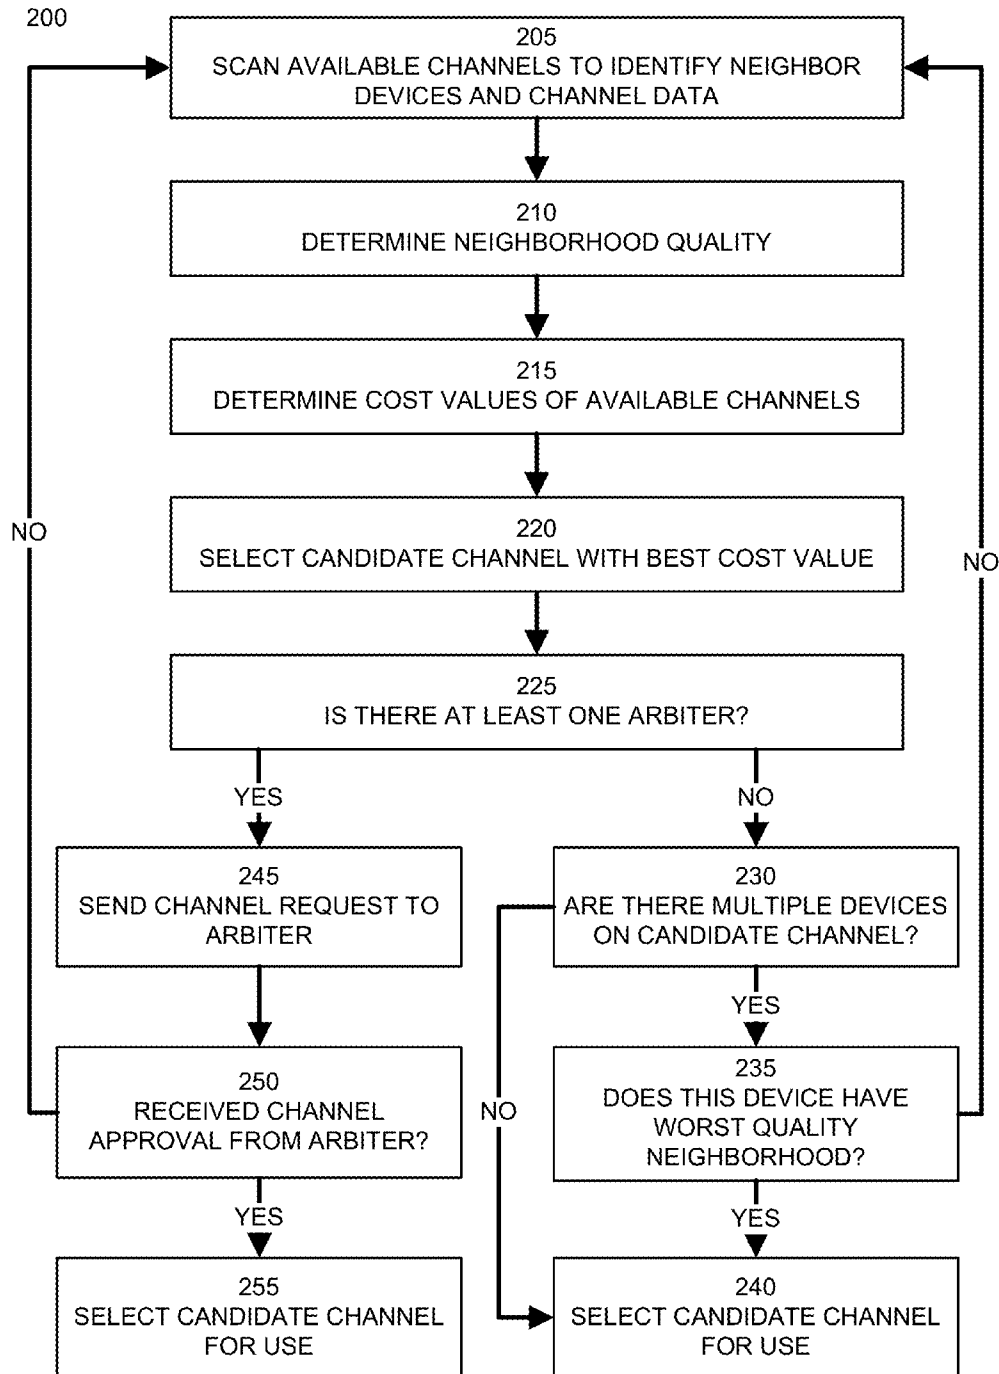 200
205
SCAN AVAILABLE CHANNELS TO IDENTIFY NEIGHBOR
DEVICES AND CHANNEL DATA
210
DETERMINE NEIGHBORHOOD QUALITY
215
DETERMINE COST VALUES OF AVAILABLE CHANNELS
220
SELECT CANDIDATE CHANNEL WITH BEST COST VALUE
NO
NO
225
IS THERE AT LEAST ONE ARBITER?
YES
NO
245
SEND CHANNEL REQUEST TO
ARBITER
230
ARE THERE MULTIPLE DEVICES
ON CANDIDATE CHANNEL?
YES
250
RECEIVED CHANNEL
APPROVAL FROM ARBITER?
NO
235
DOES THIS DEVICE HAVE
WORST QUALITY
NEIGHBORHOOD?
YES
YES
255
SELECT CANDIDATE CHANNEL
FOR USE
240
SELECT CANDIDATE CHANNEL
FOR USE